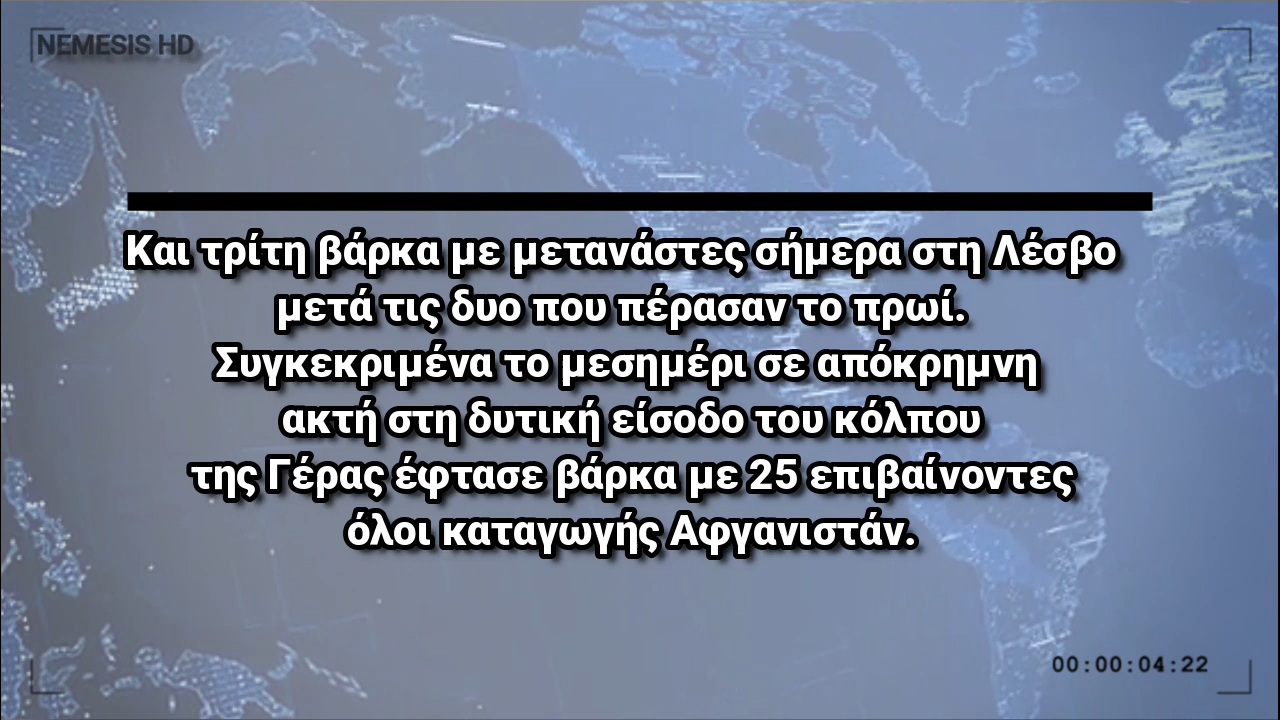 NEMESIS HD
Και τρίτη βάρκα με μετανάστες σήμερα στη Λέσβο
μετά τις δυο που πέρασαν το πρωί.
Συγκεκριμένα το μεσημέρι σε απόκρημνη
ακτή στη δυτική είσοδο του κόλπου
της Γέρας έφτασε βάρκα με 25 επιβαίνοντες
όλοι καταγωγής Αφγανιστάν.
00:00:04:22